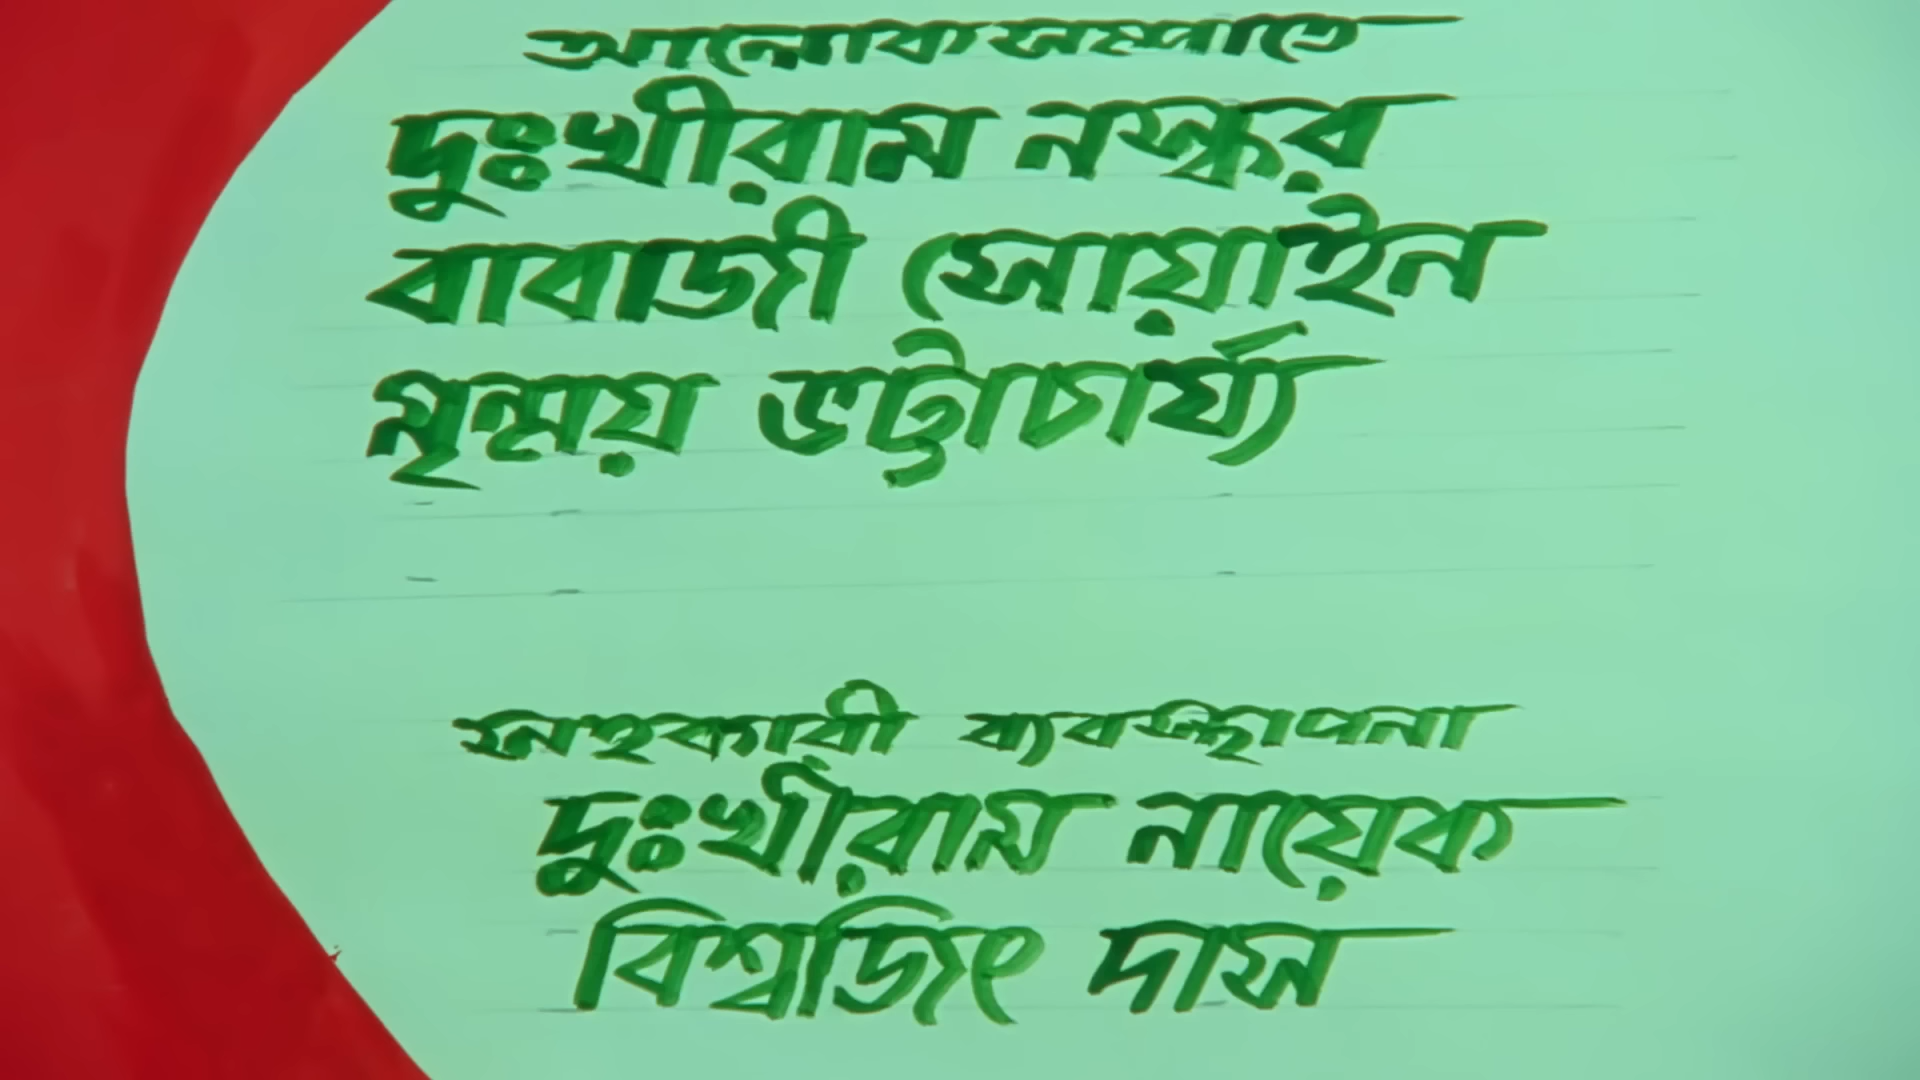 আলোকসম্পাতে
দুঃখীরাম নস্কর
বাবাজী সোয়াইন
মৃন্ময় ভট্টাচার্য্য
সহকারী ব্যবস্থাপনা
দুঃখীরাম নায়েক
বিশ্বজিৎ দাস